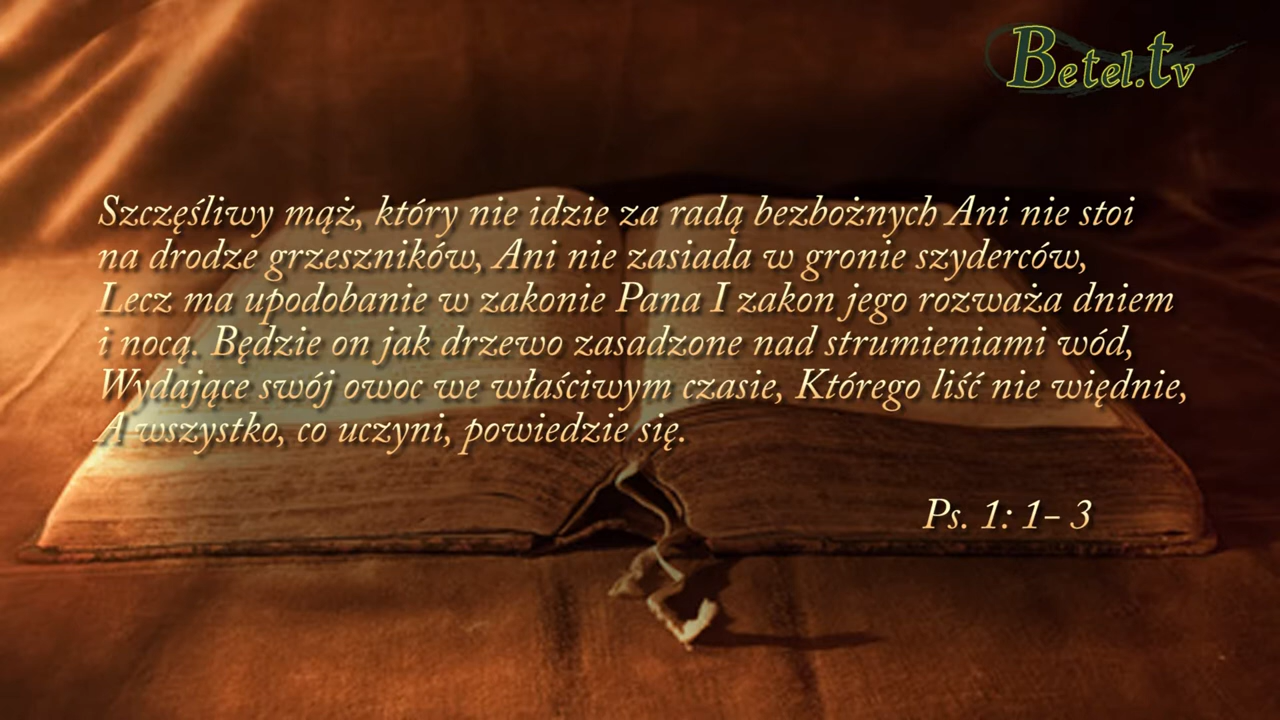 Betel.tv
Szczęśliwy mąż, który nie idzie za radą bezbożnych Ani nie stoi
na drodze grzeszników, Ani nie zasiada w gronie szyderców,
Lecz ma upodobanie w zakonie Pana I zakon jego rozważa dniem
i nocą. Będzie on jak drzewo zasadzone nad strumieniami wód,
Wydające swój owoc we właściwym czasie, Którego liść nie więdnie,
A wszystko, co uczyni, powiedzie się.
Ps. 1: 1- 3